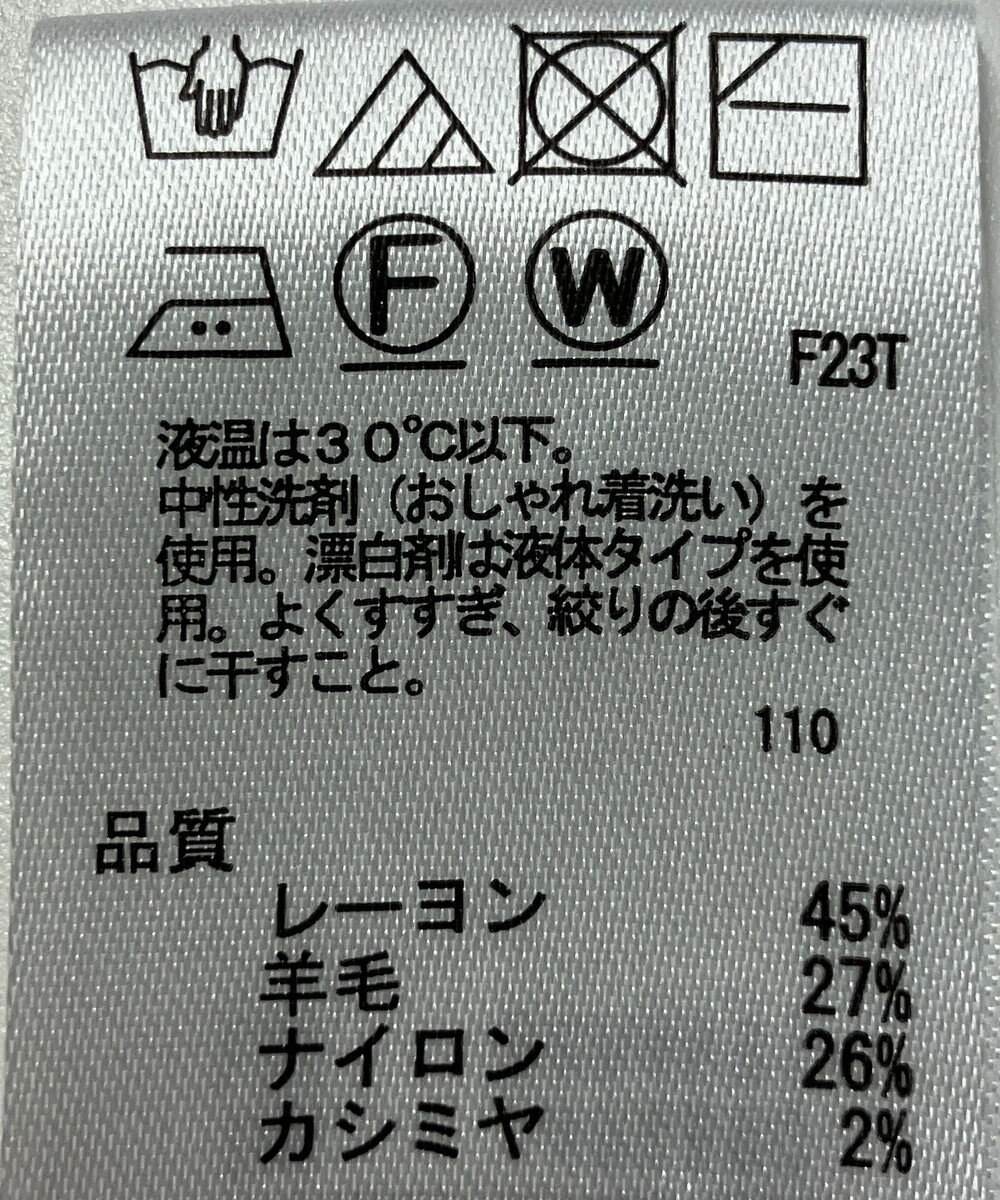 F W
F23T
液温は30℃以下。
中性洗剤(おしゃれ着洗い)を
使用。漂白剤は液体タイプを使
用。よくすすぎ、絞りの後すぐ
に干すこと。
110
品質
レーヨン 45%
羊毛 27%
ナイロン 26%
カシミヤ 2%